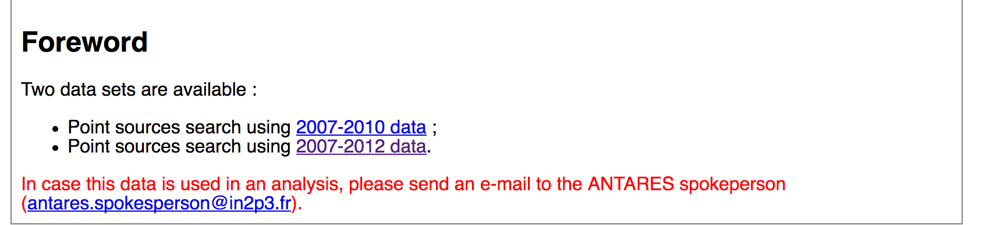 Foreword
Two data sets are available :
• Point sources search using 2007-2010 data ;
• Point sources search using 2007-2012 data.
In case this data is used in an analysis, please send an e-mail to the ANTARES spokeperson
(antares.spokesperson@in2p3.fr).